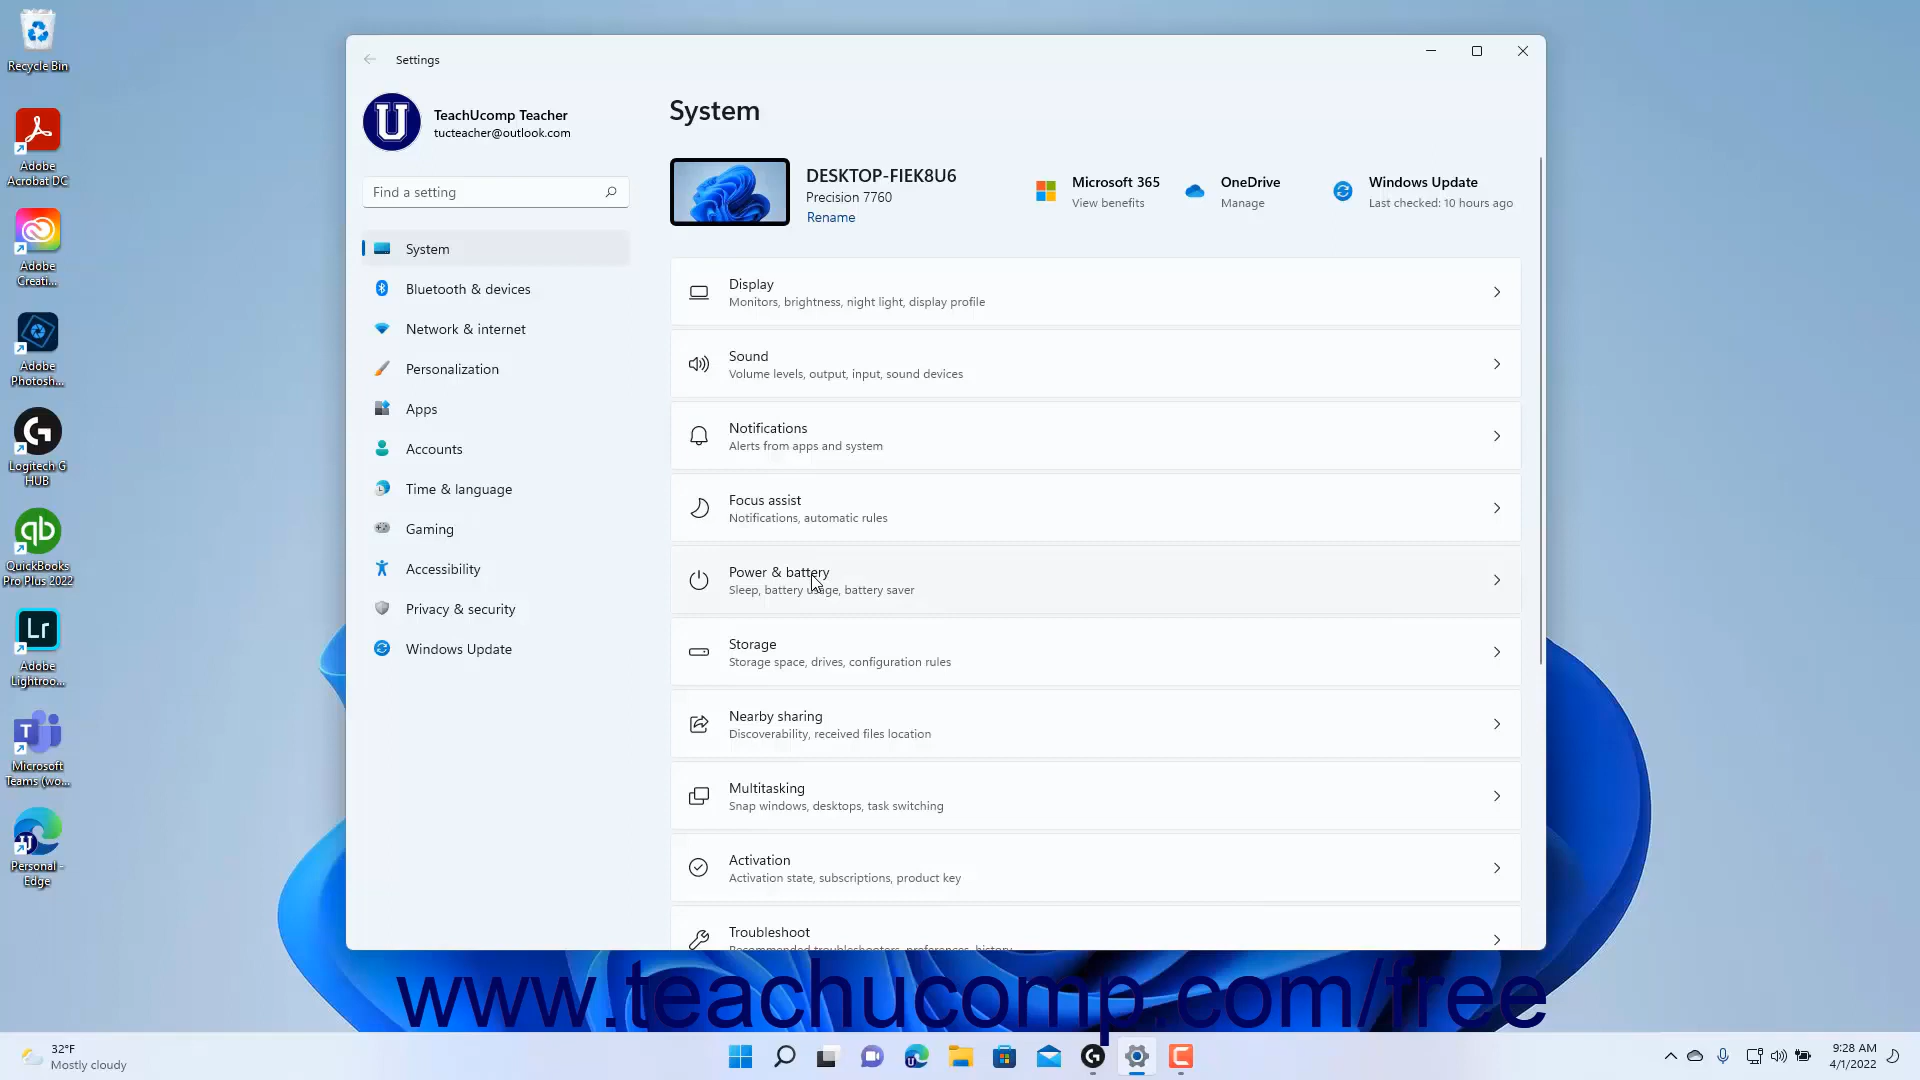 Recycle Bin
Adobe
Acrobat DC
Adobe
Creati...
Adobe
Photosh...
Logitech G
HUB
QuickBooks
Pro Plus 2022
Lr
Adobe
Lightroo...
Microsoft
Teams (wo...
Personal -
Edge
Settings
TeachUcomp Teacher
tucteacher@outlook.com
Find a setting
System
Bluetooth & devices
Network & internet
Personalization
Apps
Accounts
Time & language
Gaming
Accessibility
Privacy & security
Windows Update
System
DESKTOP-FIEK8U6
Precision 7760
Rename
Microsoft 365
View benefits
OneDrive
Manage
Windows Update
Last checked: 10 hours ago
Display
Monitors, brightness, night light, display profile
Sound
Volume levels, output, input, sound devices
Notifications
Alerts from apps and system
Focus assist
Notifications, automatic rules
Power & battery
Sleep, battery usage, battery saver
Storage
Storage space, drives, configuration rules
Nearby sharing
Discoverability, received files location
Multitasking
Snap windows, desktops, task switching
Activation
Activation state, subscriptions, product key
Troubleshoot
Recommended troubleshooters, preferences, history
www.teachucomp.com/free
32°F
Mostly cloudy
9:28 AM
4/1/2022